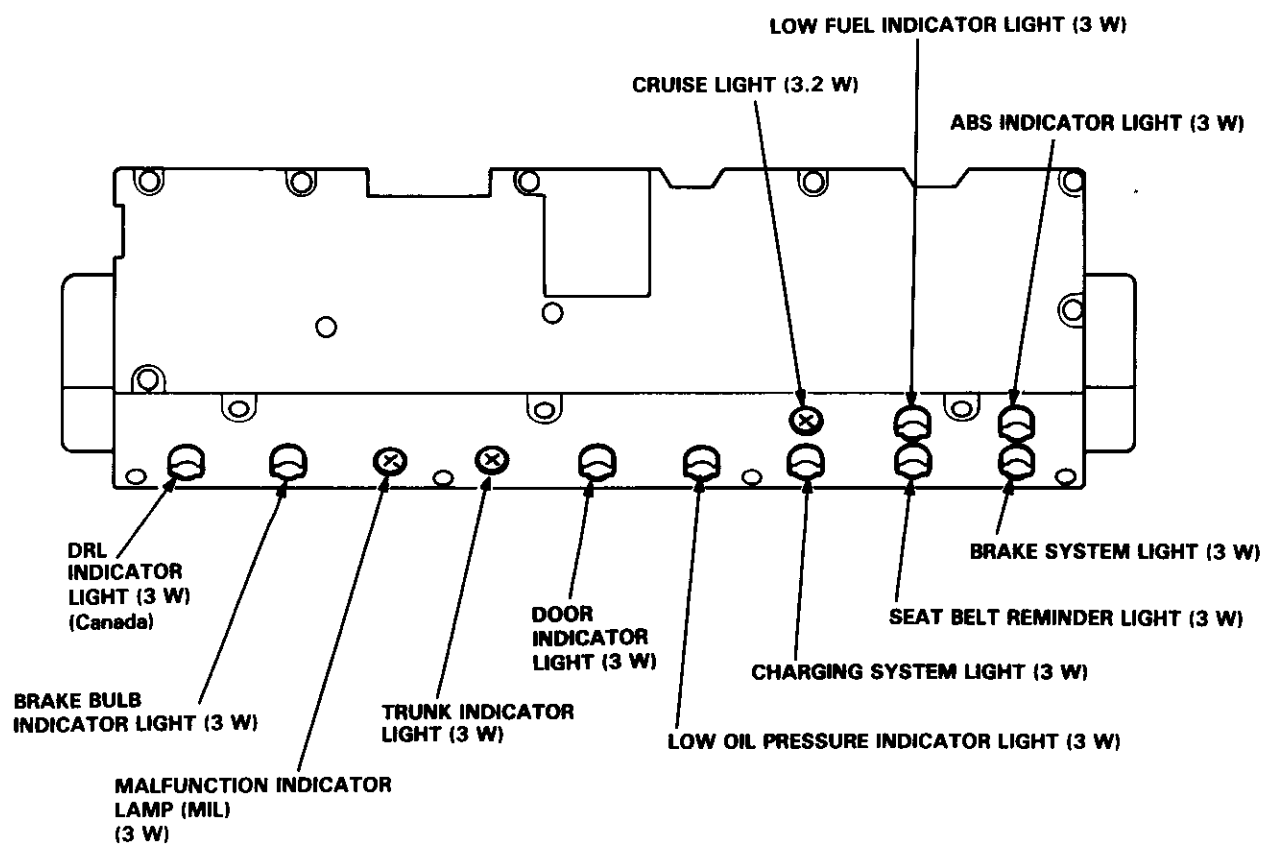 LOW FUEL INDICATOR LIGHT (3 W)
CRUISE LIGHT (3.2 W)
ABS INDICATOR LIGHT (3 W)
DRL
INDICATOR
LIGHT (3 W)
(Canada)
BRAKE SYSTEM LIGHT (3 W)
DOOR
INDICATOR
LIGHT (3 W)
SEAT BELT REMINDER LIGHT (3 W)
CHARGING SYSTEM LIGHT (3 W)
BRAKE BULB
INDICATOR LIGHT (3 W)
TRUNK INDICATOR
LIGHT (3 W)
LOW OIL PRESSURE INDICATOR LIGHT (3 W)
MALFUNCTION INDICATOR
LAMP (MIL)
(3 W)